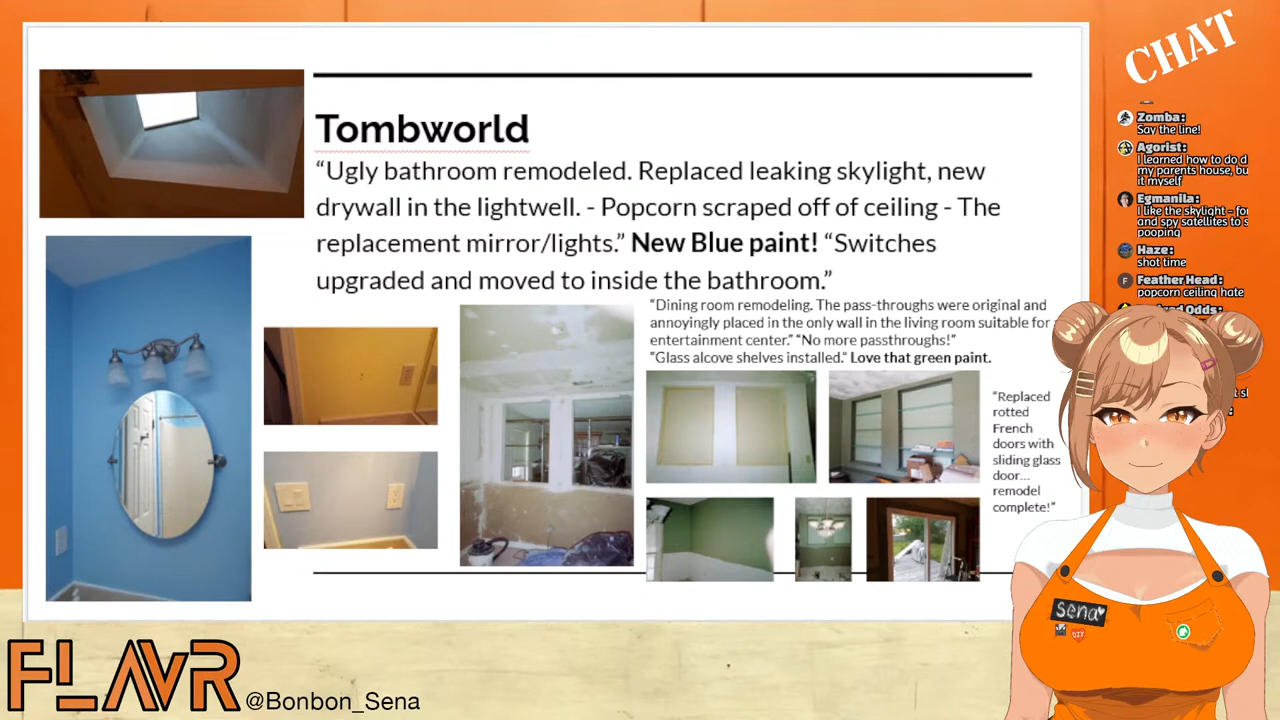 CHAT
Tombworld
“Ugly bathroom remodeled. Replaced leaking skylight, new
drywall in the lightwell. - Popcorn scraped off of ceiling - The
replacement mirror/lights.” New Blue paint! “Switches
upgraded and moved to inside the bathroom.”
“Dining room remodeling. The pass-throughs were original and
annoyingly placed in the only wall in the living room suitable for
entertainment center.” “No more passthroughs!”
“Glass alcove shelves installed.” Love that green paint.
“Replaced
rotted
French
doors with
sliding glass
door...
remodel
complete!”
Zomba:
Say the line!
Agorist:
I learned how to do d
my parents house, bu
it myself
Egmanila:
I like the skylight - fo
and spy satellites to s
pooping
Haze:
shot time
F
Feather Head:
popcorn ceiling hate
Odds:
sena
DIY
FLAVR
@Bonbon_Sena